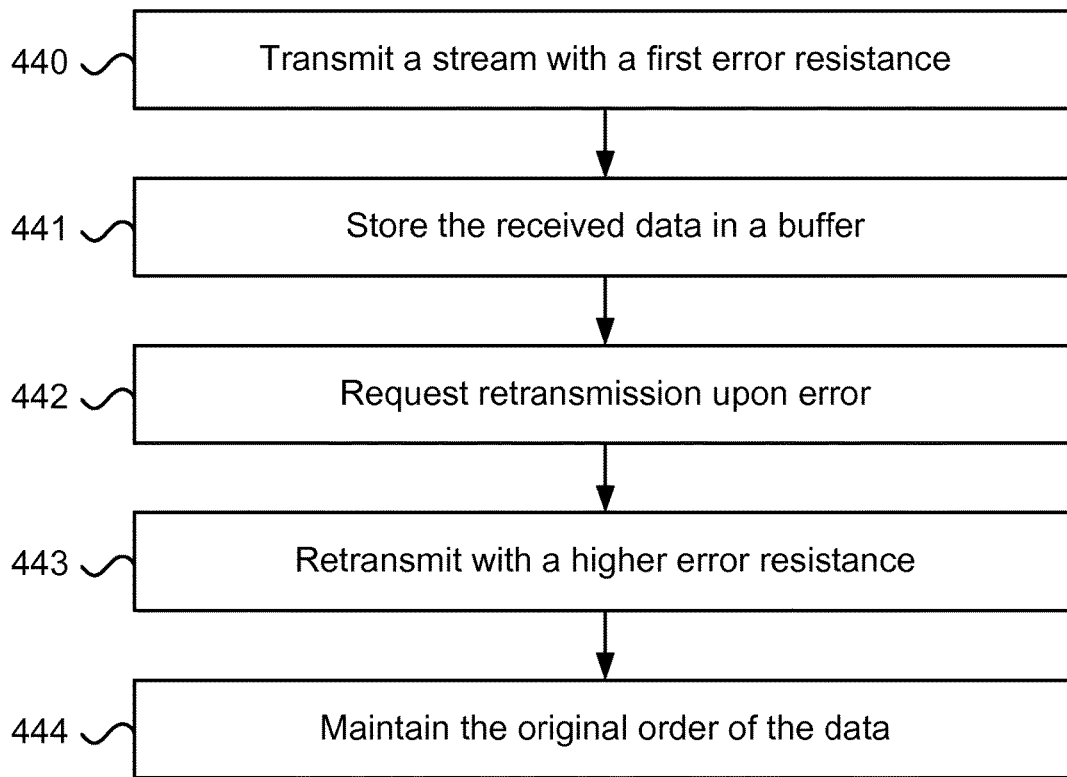 440 Transmit a stream with a first error resistance
441 Store the received data in a buffer
442 Request retransmission upon error
443 Retransmit with a higher error resistance
444 Maintain the original order of the data